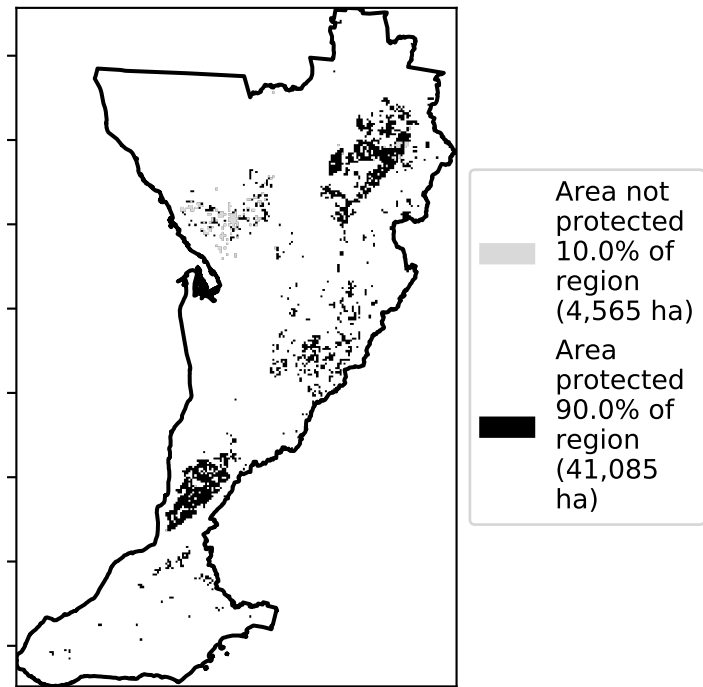 Area not
protected
10.0% of
region
(4,565 ha)
Area
protected
90.0% of
region
(41,085
ha)